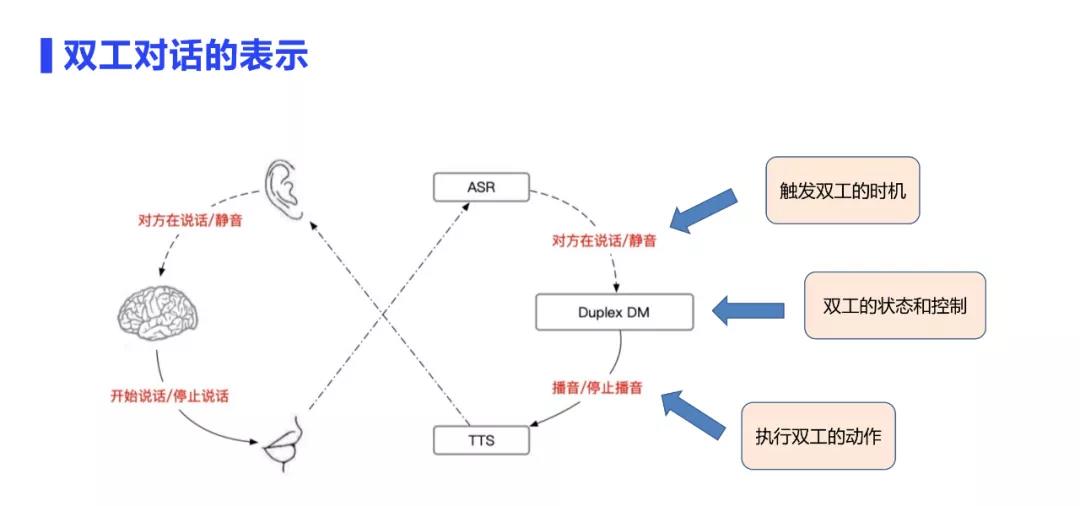 双工对话的表示
ASR
触发双工的时机
对方在说话/静音
对方在说话/静音
Duplex DM
双工的状态和控制
开始说话/停止说话
播音/停止播音
TTS
执行双工的动作